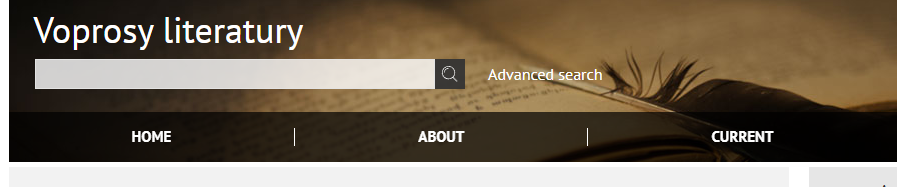 Voprosy literatury
Advanced search
HOME
ABOUT
CURRENT